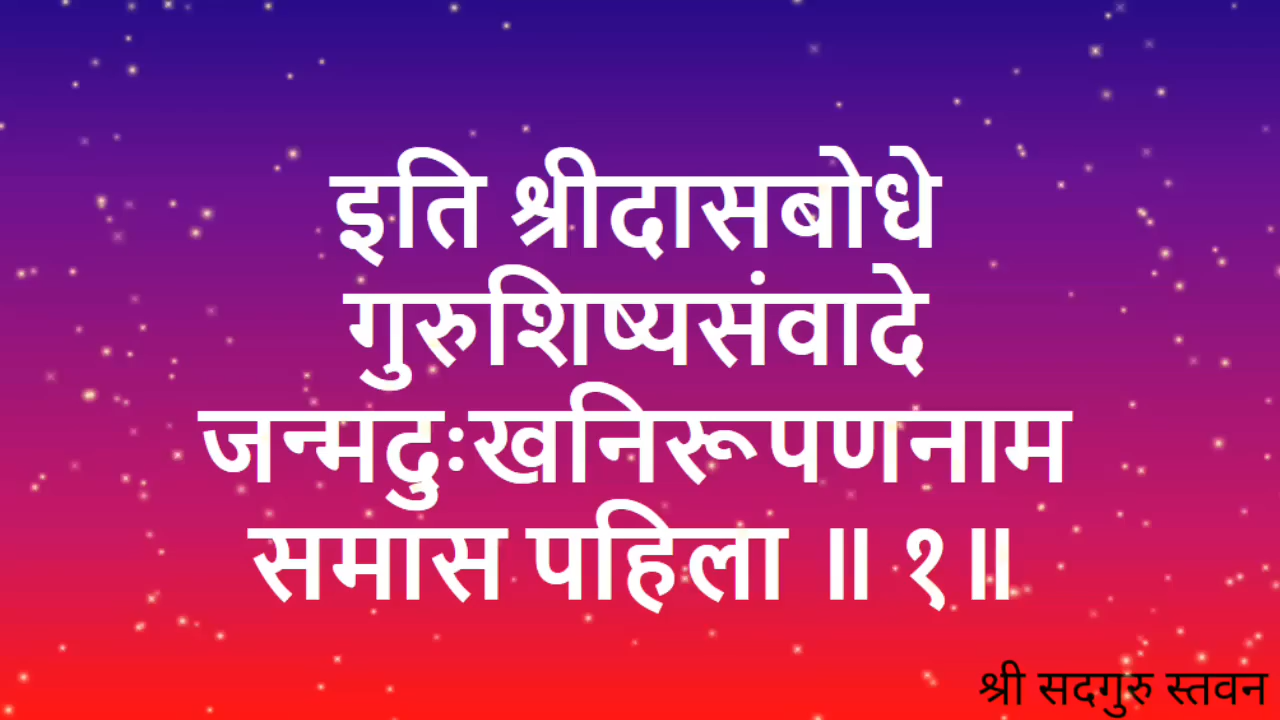 इति श्रीदासबोधे
गुरुशिष्यसंवादे
जन्मदुःखनिरूपणनाम
समास पहिला ॥ १॥
श्री सदगुरु स्तवन